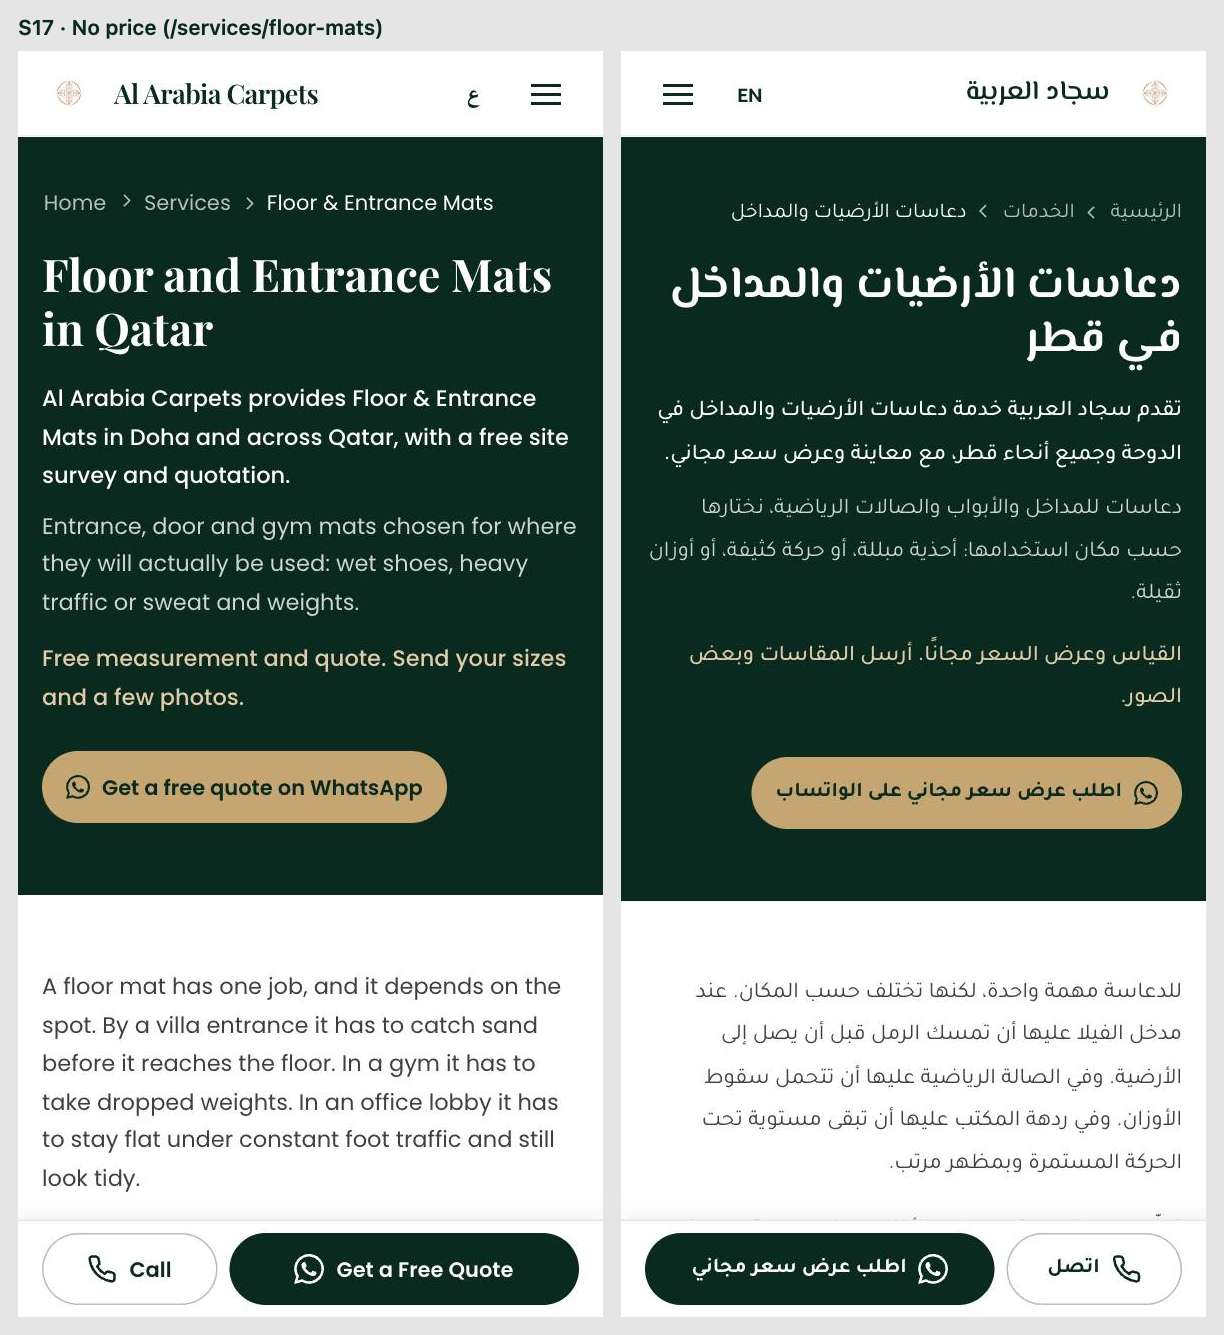 S17 · No price (/services/floor-mats)
Al Arabia Carpets
ع
Home > Services > Floor & Entrance Mats
Floor and Entrance Mats
in Qatar
Al Arabia Carpets provides Floor & Entrance
Mats in Doha and across Qatar, with a free site
survey and quotation.
Entrance, door and gym mats chosen for where
they will actually be used: wet shoes, heavy
traffic or sweat and weights.
Free measurement and quote. Send your sizes
and a few photos.
Get a free quote on WhatsApp
A floor mat has one job, and it depends on the
spot. By a villa entrance it has to catch sand
before it reaches the floor. In a gym it has to
take dropped weights. In an office lobby it has
to stay flat under constant foot traffic and still
look tidy.
Call
Get a Free Quote
سجاد العربية
EN
الرئيسية > الخدمات > دعاسات الأرضيات والمداخل
دعاسات الأرضيات والمداخل
في قطر
تقدم سجاد العربية خدمة دعاسات الأرضيات والمداخل في
الدوحة وجميع أنحاء قطر، مع معاينة وعرض سعر مجاني.
دعاسات للمداخل والأبواب والصالات الرياضية، نختارها
حسب مكان استخدامها: أحذية مبللة، أو حركة كثيفة، أو أوزان
ثقيلة.
القياس وعرض السعر مجانًا. أرسل المقاسات وبعض
الصور.
اطلب عرض سعر مجاني على الواتساب
للدعاسة مهمة واحدة، لكنها تختلف حسب المكان. عند
مدخل الفيلا عليها أن تمسك الرمل قبل أن يصل إلى
الأرضية. وفي الصالة الرياضية عليها أن تتحمل سقوط
الأوزان. وفي ردهة المكتب عليها أن تبقى مستوية تحت
الحركة المستمرة وبمظهر مرتب.
اتصل
اطلب عرض سعر مجاني